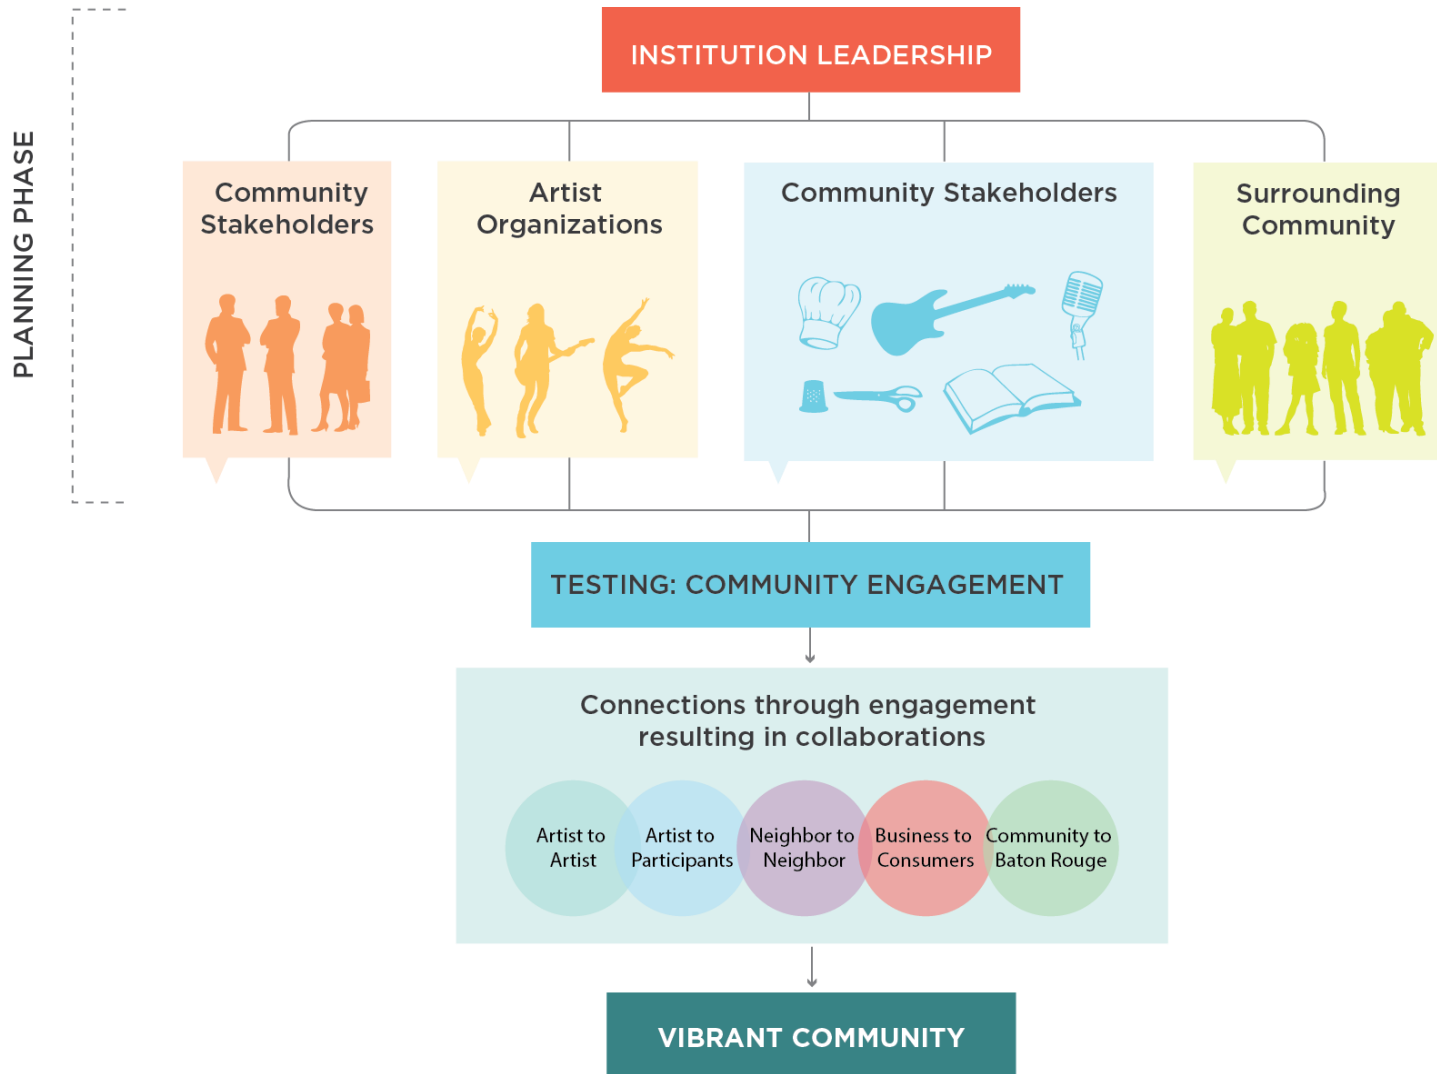 PLANNING PHASE
INSTITUTION LEADERSHIP
Community
Stakeholders
Artist
Organizations
Community Stakeholders
Surrounding
Community
TESTING: COMMUNITY ENGAGEMENT
Connections through engagement
resulting in collaborations
Artist to
Artist
Artist to
Participants
Neighbor to
Neighbor
Business to
Consumers
Community to
Baton Rouge
VIBRANT COMMUNITY